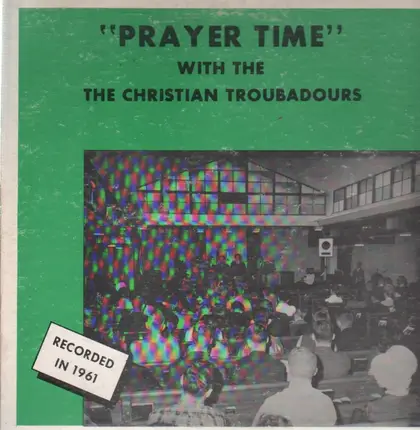 "PRAYER TIME"
WITH THE
THE CHRISTIAN TROUBADOURS
RECORDED
IN 1961